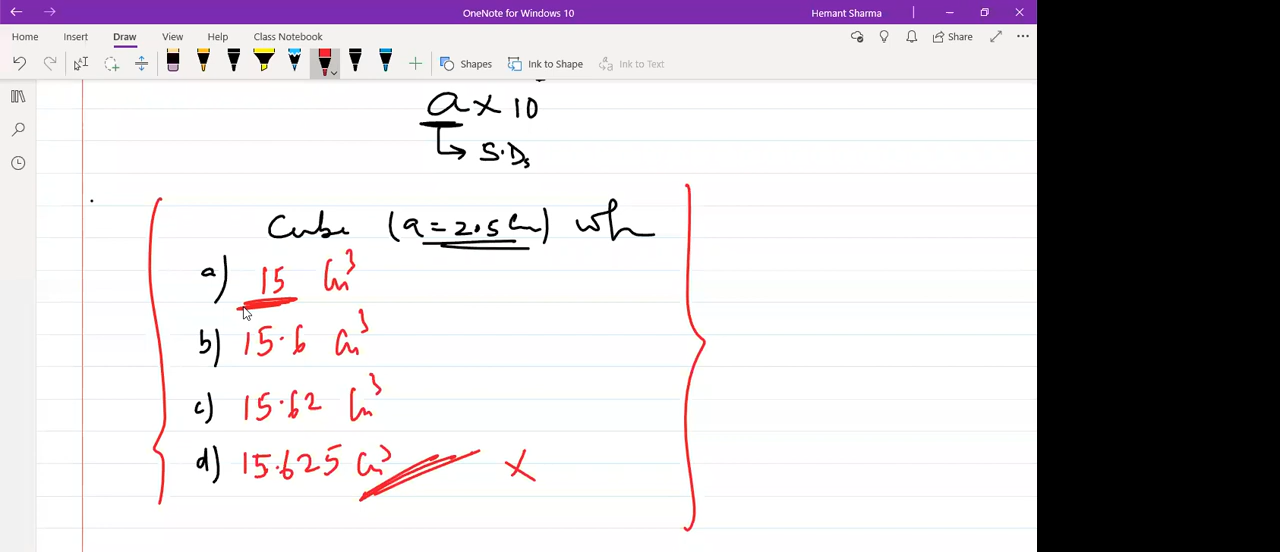 OneNote for Windows 10
Hemant Sharma
Home Insert Draw View Help Class Notebook
Share
Shapes Ink to Shape Ink to Text
a × 10
S.Ds
Cube (a = 2.5 cm)
a) 15 cm³
b) 15.6 cm³
c) 15.62 cm³
d) 15.625 cm³ ×